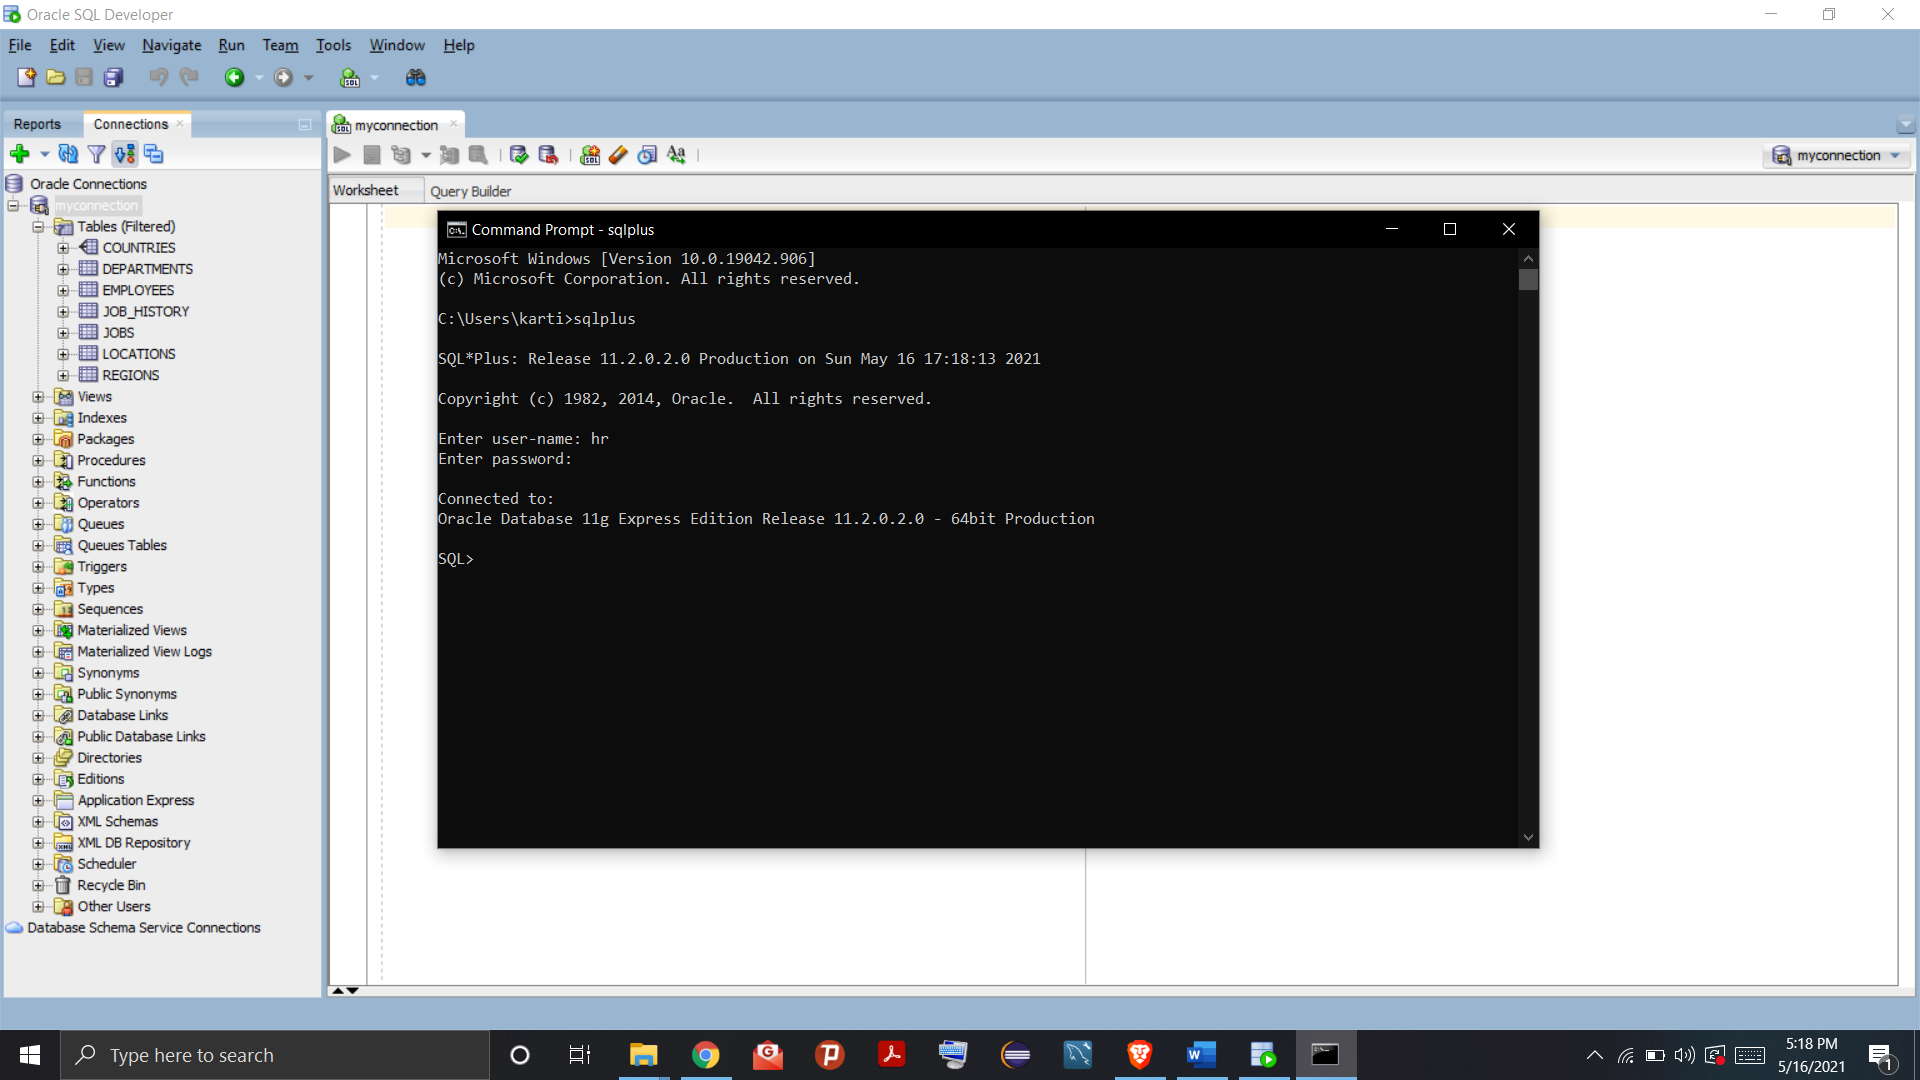 Oracle SQL Developer
File Edit View Navigate Run Team Tools Window Help
Reports Connections
myconnection
myconnection
Worksheet Query Builder
Oracle Connections
myconnection
Tables (Filtered)
COUNTRIES
DEPARTMENTS
EMPLOYEES
JOB_HISTORY
JOBS
LOCATIONS
REGIONS
Views
Indexes
Packages
Procedures
Functions
Operators
Queues
Queues Tables
Triggers
Types
Sequences
Materialized Views
Materialized View Logs
Synonyms
Public Synonyms
Database Links
Public Database Links
Directories
Editions
Application Express
XML Schemas
XML DB Repository
Scheduler
Recycle Bin
Other Users
Database Schema Service Connections
Command Prompt - sqlplus
Microsoft Windows [Version 10.0.19042.906]
(c) Microsoft Corporation. All rights reserved.
C:\Users\karti>sqlplus
SQL*Plus: Release 11.2.0.2.0 Production on Sun May 16 17:18:13 2021
Copyright (c) 1982, 2014, Oracle.  All rights reserved.
Enter user-name: hr
Enter password:
Connected to:
Oracle Database 11g Express Edition Release 11.2.0.2.0 - 64bit Production
SQL>
Type here to search
5:18 PM
5/16/2021
1